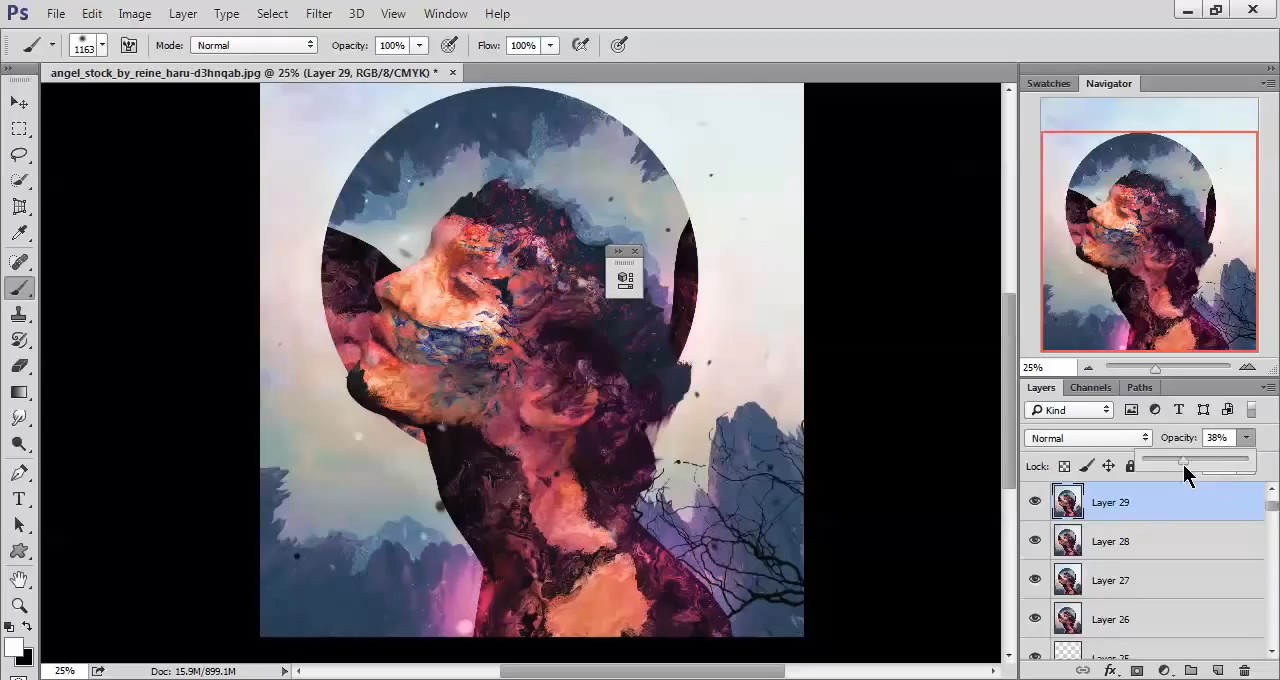 Ps File Edit Image Layer Type Select Filter 3D View Window Help
1163 Mode: Normal Opacity: 100% Flow: 100%
angel_stock_by_reine_haru-d3hnqab.jpg @ 25% (Layer 29, RGB/8/CMYK) *
Swatches Navigator
25%
Layers Channels Paths
Kind
Normal Opacity: 38%
Lock:
Layer 29
Layer 28
Layer 27
Layer 26
25% Doc: 15.9M/899.1M
fx